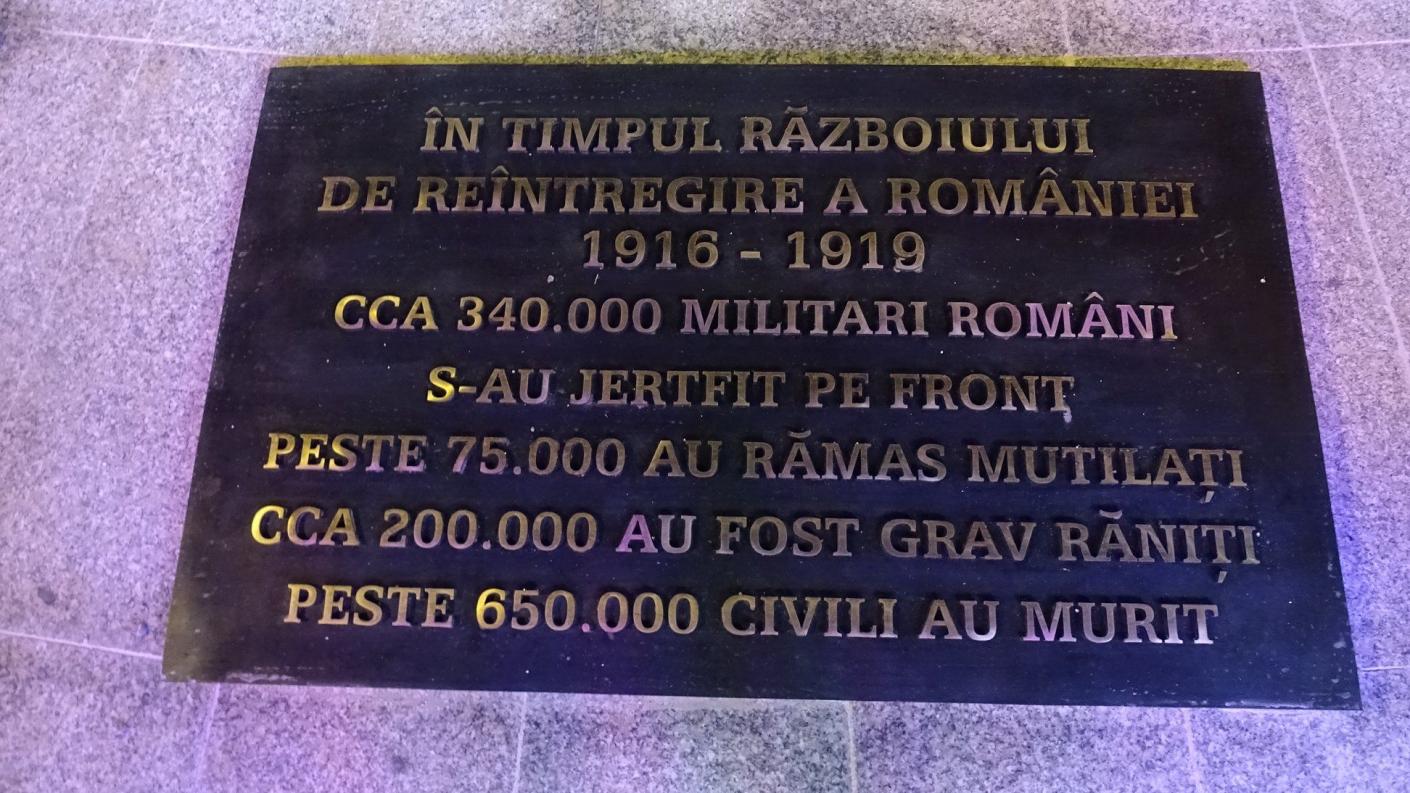 ÎN TIMPUL RĂZBOIULUI
DE REÎNTREGIRE A ROMÂNIEI
1916 - 1919
CCA 340.000 MILITARI ROMÂNI
S-AU JERTFIT PE FRONT
PESTE 75.000 AU RĂMAS MUTILAȚI
CCA 200.000 AU FOST GRAV RĂNIȚI
PESTE 650.000 CIVILI AU MURIT